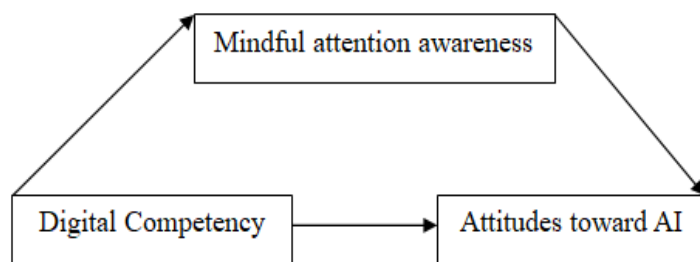 Mindful attention awareness
Digital Competency
Attitudes toward AI